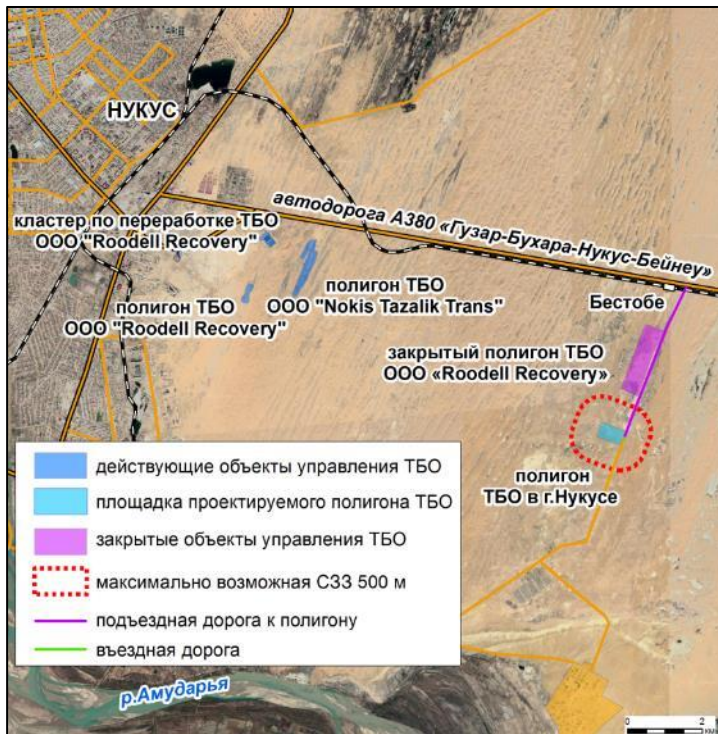 НУКУС
автодорога А380 «Гузар-Бухара-Нукус-Бейнеу»
кластер по переработке ТБО
ООО "Roodell Recovery"
полигон ТБО
ООО "Nokis Tazalik Trans"
полигон ТБО
ООО "Roodell Recovery"
Бестобе
закрытый полигон ТБО
ООО «Roodell Recovery»
полигон
ТБО в г.Нукусе
действующие объекты управления ТБО
площадка проектируемого полигона ТБО
закрытые объекты управления ТБО
максимально возможная СЗЗ 500 м
подъездная дорога к полигону
въездная дорога
р.Амударья
0 2
КМ